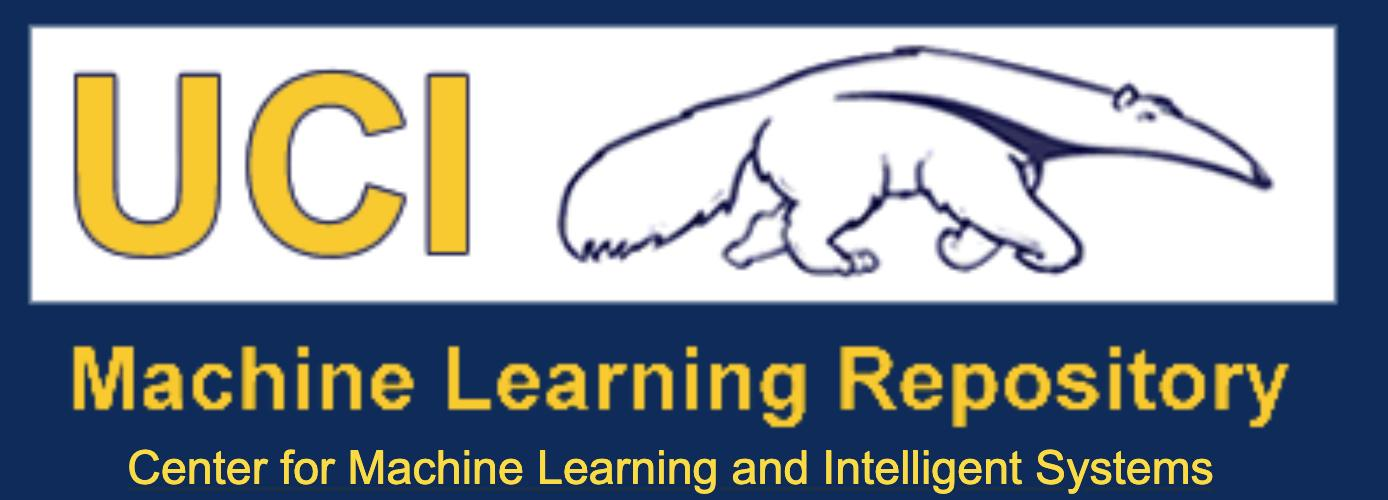 UCI
Machine Learning Repository
Center for Machine Learning and Intelligent Systems